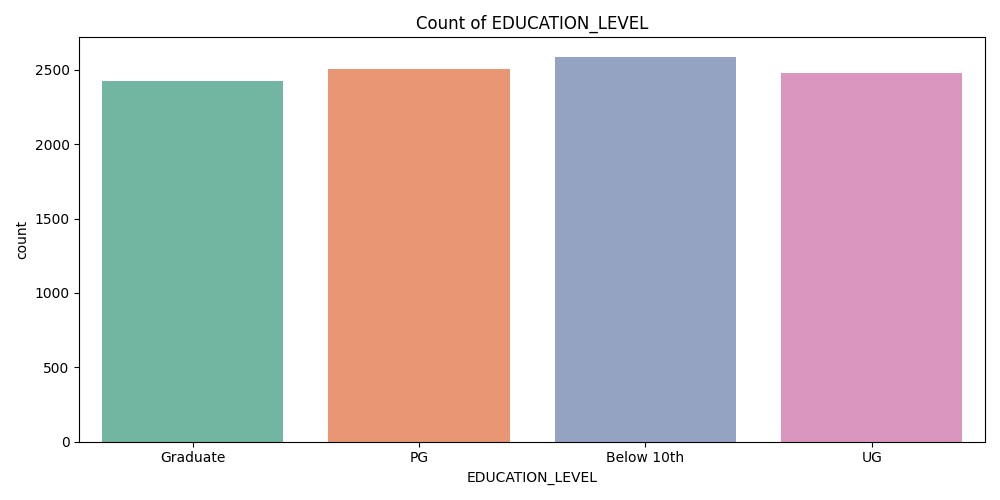 Count of EDUCATION_LEVEL
2500
2000
1500
1000
500
0
count
Graduate PG Below 10th UG
EDUCATION_LEVEL